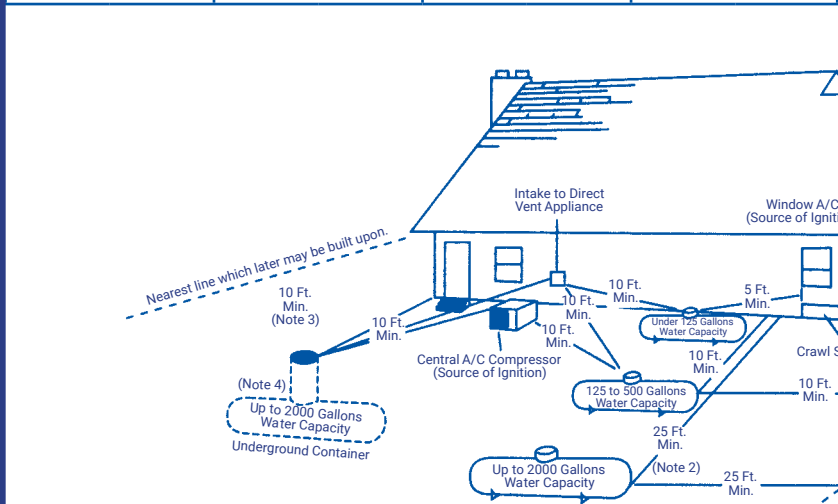 Intake to Direct
Vent Appliance
Window A/C
(Source of
Nearest line which later may be built upon.
10 Ft.
Min.
(Note 3)
10 Ft.
Min.
10 Ft.
Min.
10 Ft.
Min.
10 Ft.
Min.
5 Ft.
Min.
Under 125 Gallons
Water Capacity
Central A/C Compressor
(Source of Ignition)
10 Ft.
Min.
Crawl
125 to 500 Gallons
Water Capacity
10 Ft.
Min.
(Note 4)
Up to 2000 Gallons
Water Capacity
Underground Container
25 Ft.
Min.
(Note 2)
Up to 2000 Gallons
Water Capacity
25 Ft.
Min.